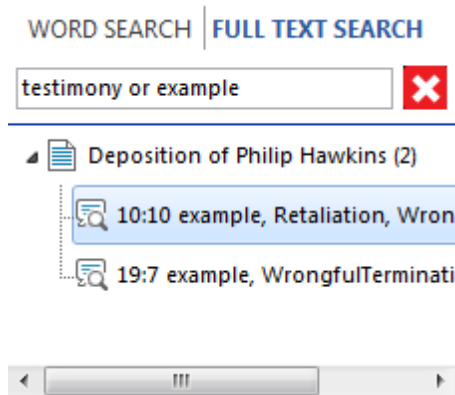 WORD SEARCH FULL TEXT SEARCH
testimony or example
Deposition of Philip Hawkins (2)
10:10 example, Retaliation, Wron
19:7 example, WrongfulTerminati